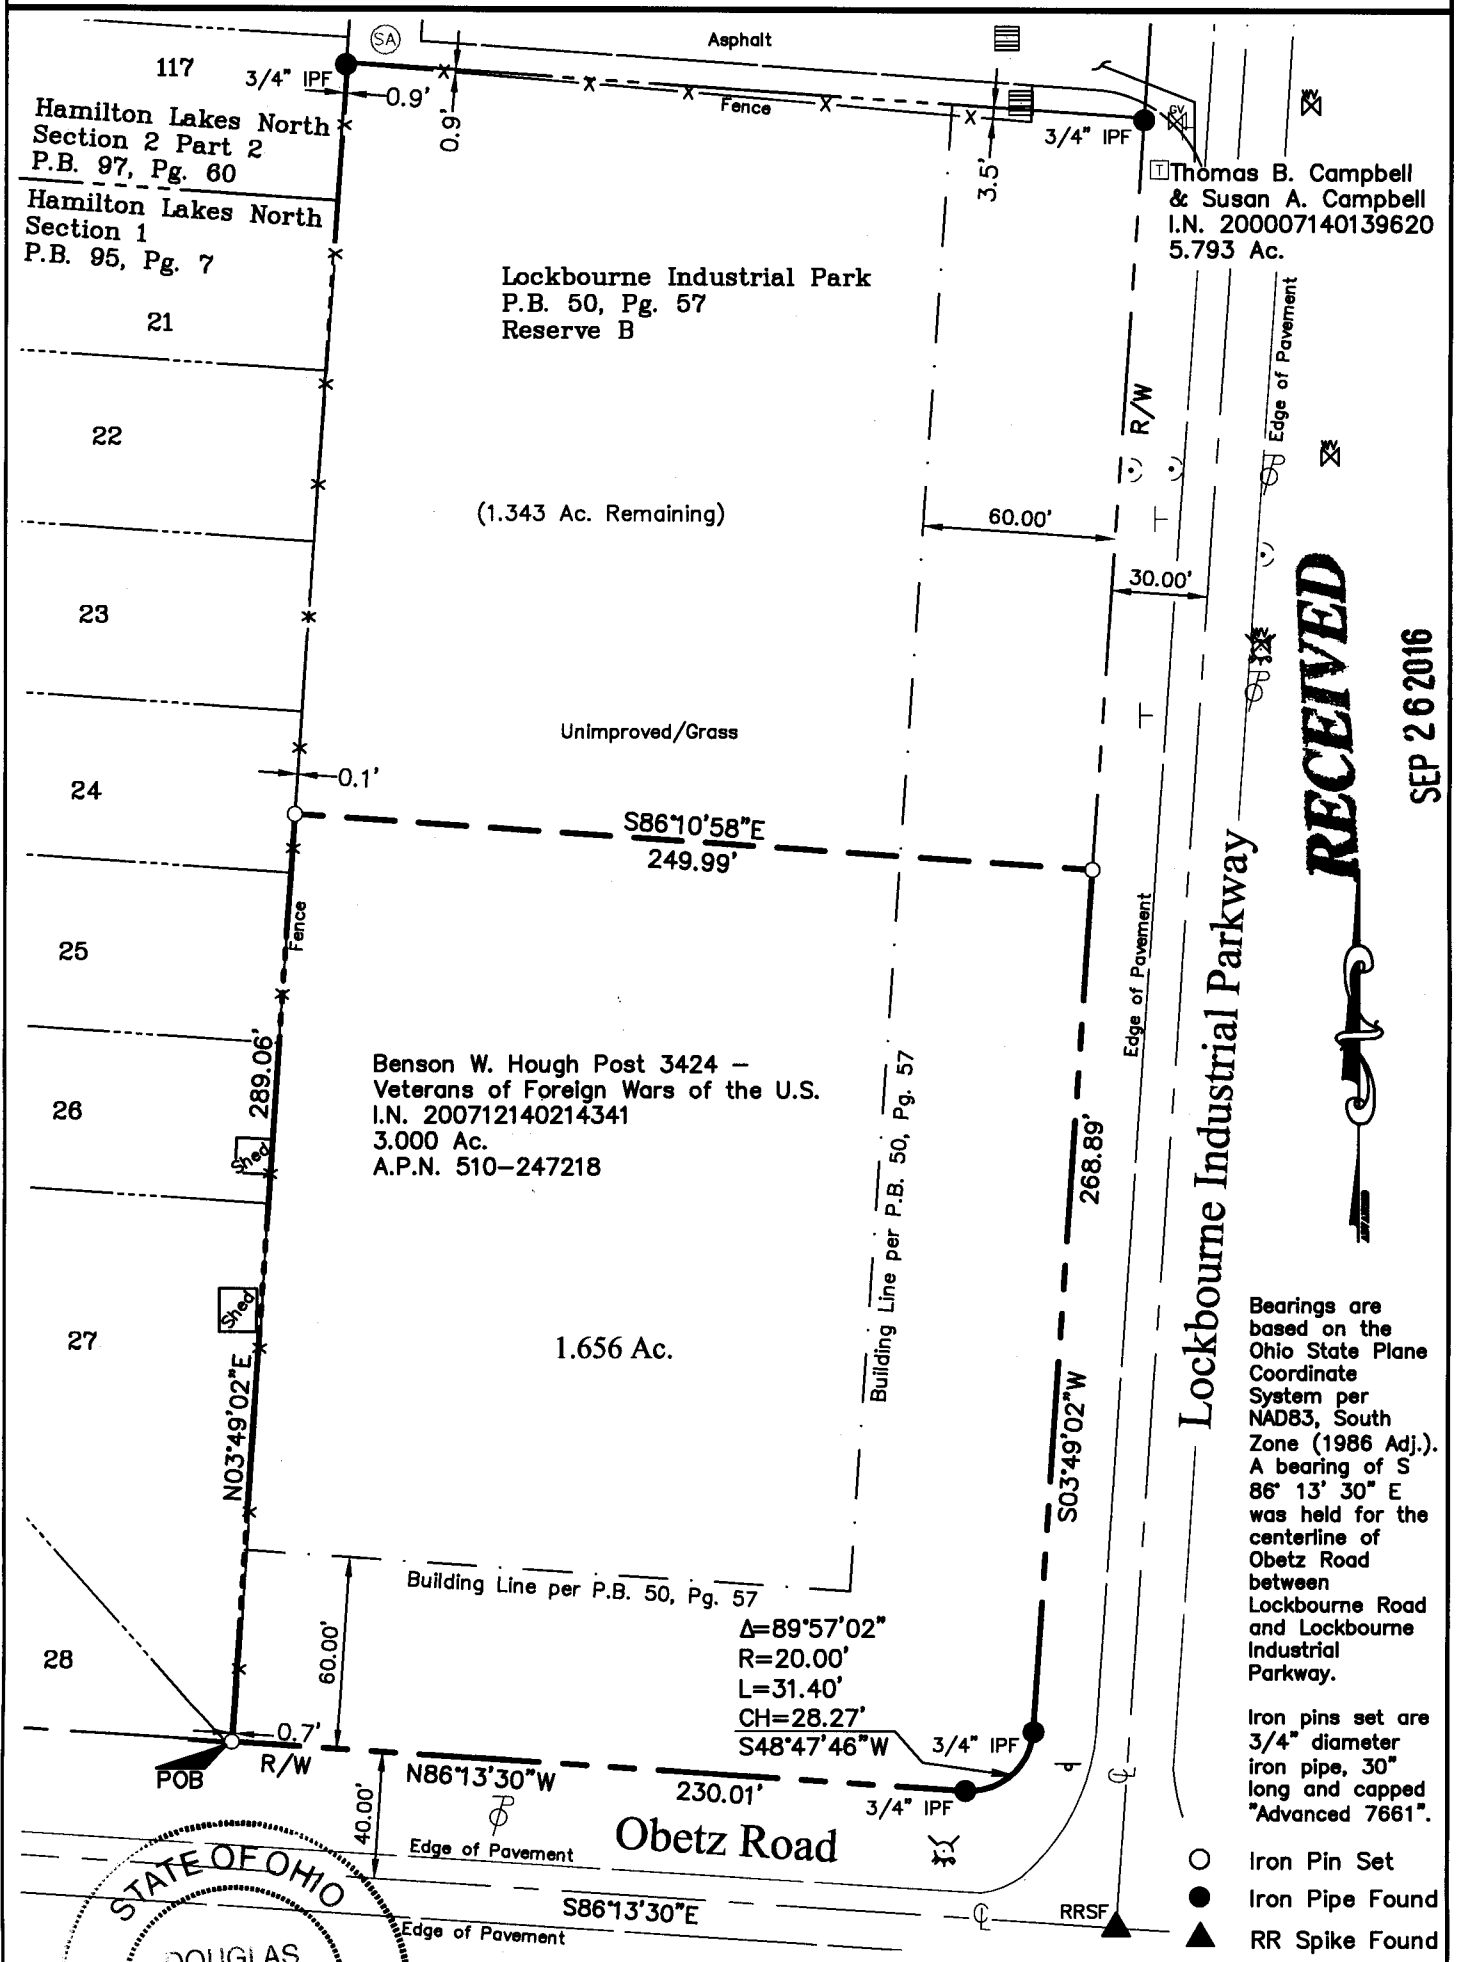 Asphalt
SA
117
3/4" IPF
0.9'
0.9'
Fence
3.5'
3/4" IPF
GV
WV
Hamilton Lakes North
Section 2 Part 2
P.B. 97, Pg. 60
Hamilton Lakes North
Section 1
P.B. 95, Pg. 7
T
Thomas B. Campbell
& Susan A. Campbell
I.N. 200007140139620
5.793 Ac.
Lockbourne Industrial Park
P.B. 50, Pg. 57
Reserve B
21
22
23
24
25
26
27
28
Edge of Pavement
R/W
WV
(1.343 Ac. Remaining)
60.00'
30.00'
WV
RECEIVED
SEP 26 2016
Unimproved/Grass
0.1'
S86°10'58"E
249.99'
Fence
Edge of Pavement
Lockbourne Industrial Parkway
289.06'
Shed
Benson W. Hough Post 3424 –
Veterans of Foreign Wars of the U.S.
I.N. 200712140214341
3.000 Ac.
A.P.N. 510–247218
Building Line per P.B. 50, Pg. 57
268.89'
Shed
1.656 Ac.
N03°49'02"E
S03°49'02"W
Bearings are
based on the
Ohio State Plane
Coordinate
System per
NAD83, South
Zone (1986 Adj.).
A bearing of S
86° 13' 30" E
was held for the
centerline of
Obetz Road
between
Lockbourne Road
and Lockbourne
Industrial
Parkway.
Building Line per P.B. 50, Pg. 57
60.00'
Δ=89°57'02"
R=20.00'
L=31.40'
CH=28.27'
S48°47'46"W
3/4" IPF
0.7'
POB
R/W
N86°13'30"W
230.01'
3/4" IPF
40.00'
Edge of Pavement
Obetz Road
Iron pins set are
3/4" diameter
iron pipe, 30"
long and capped
"Advanced 7661".
Iron Pin Set
Iron Pipe Found
RR Spike Found
STATE OF OHIO
DOUGLAS
S86°13'30"E
Edge of Pavement
RRSF